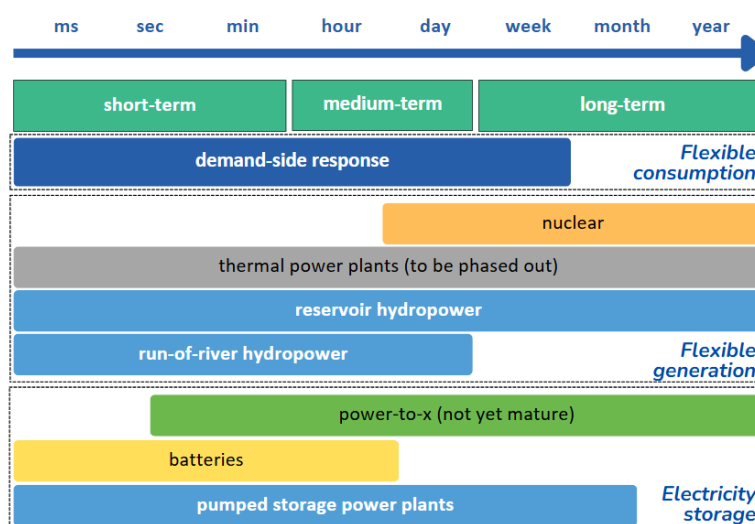 ms sec min hour day week month year
short-term medium-term long-term
demand-side response
Flexible
consumption
nuclear
thermal power plants (to be phased out)
reservoir hydropower
run-of-river hydropower
Flexible
generation
power-to-x (not yet mature)
batteries
pumped storage power plants
Electricity
storage